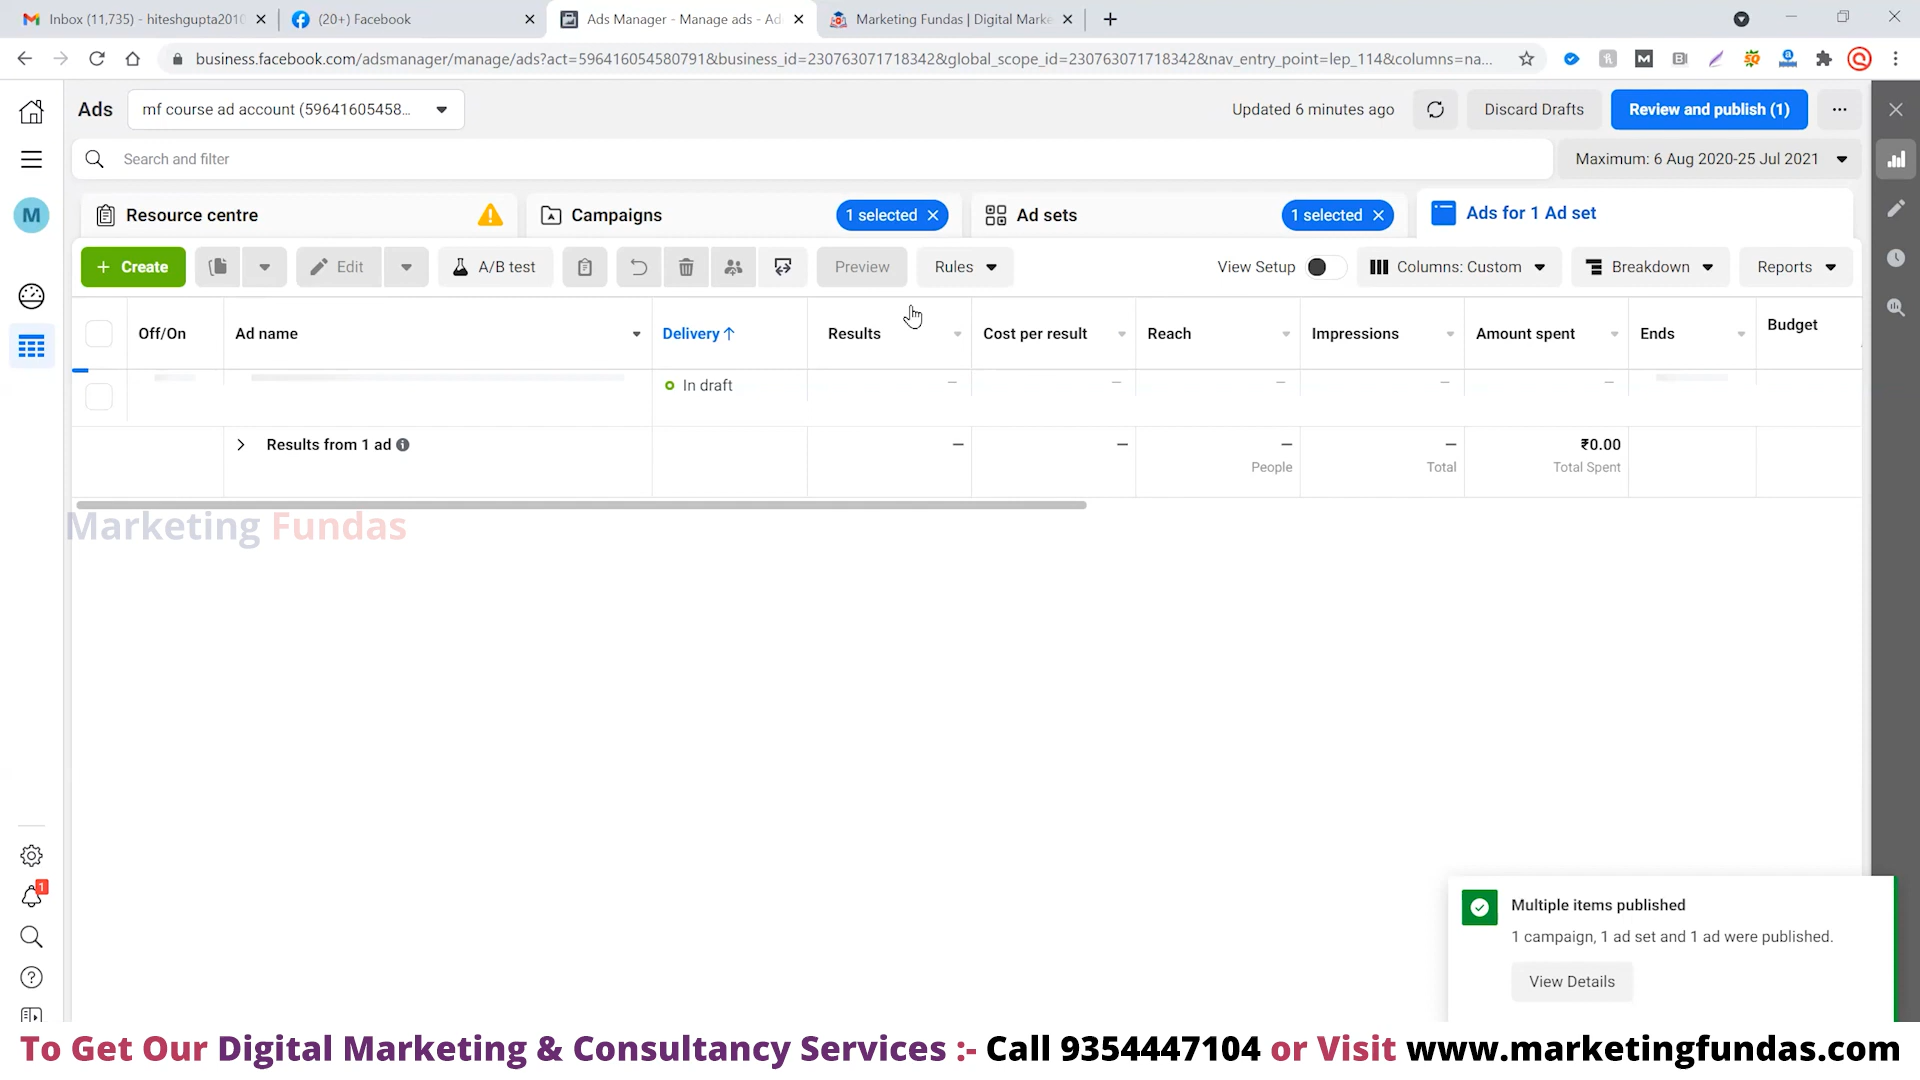 Inbox (11,735) - hiteshgupta2010
(20+) Facebook
Ads Manager - Manage ads - Ad
Marketing Fundas | Digital Marke
business.facebook.com/adsmanager/manage/ads?act=596416054580791&business_id=230763071718342&global_scope_id=230763071718342&nav_entry_point=lep_114&columns=na...
Ads
mf course ad account (59641605458...
Updated 6 minutes ago
Discard Drafts
Review and publish (1)
Search and filter
Maximum: 6 Aug 2020-25 Jul 2021
M
Resource centre
Campaigns
1 selected
Ad sets
1 selected
Ads for 1 Ad set
+ Create
Edit
A/B test
Preview
Rules
View Setup
Columns: Custom
Breakdown
Reports
Off/On
Ad name
Delivery ↑
Results
Cost per result
Reach
Impressions
Amount spent
Ends
Budget
In draft
—
—
—
—
—
Results from 1 ad
—
—
—
People
—
Total
₹0.00
Total Spent
Marketing Fundas
1
Multiple items published
1 campaign, 1 ad set and 1 ad were published.
View Details
To Get Our Digital Marketing & Consultancy Services :- Call 9354447104 or Visit www.marketingfundas.com